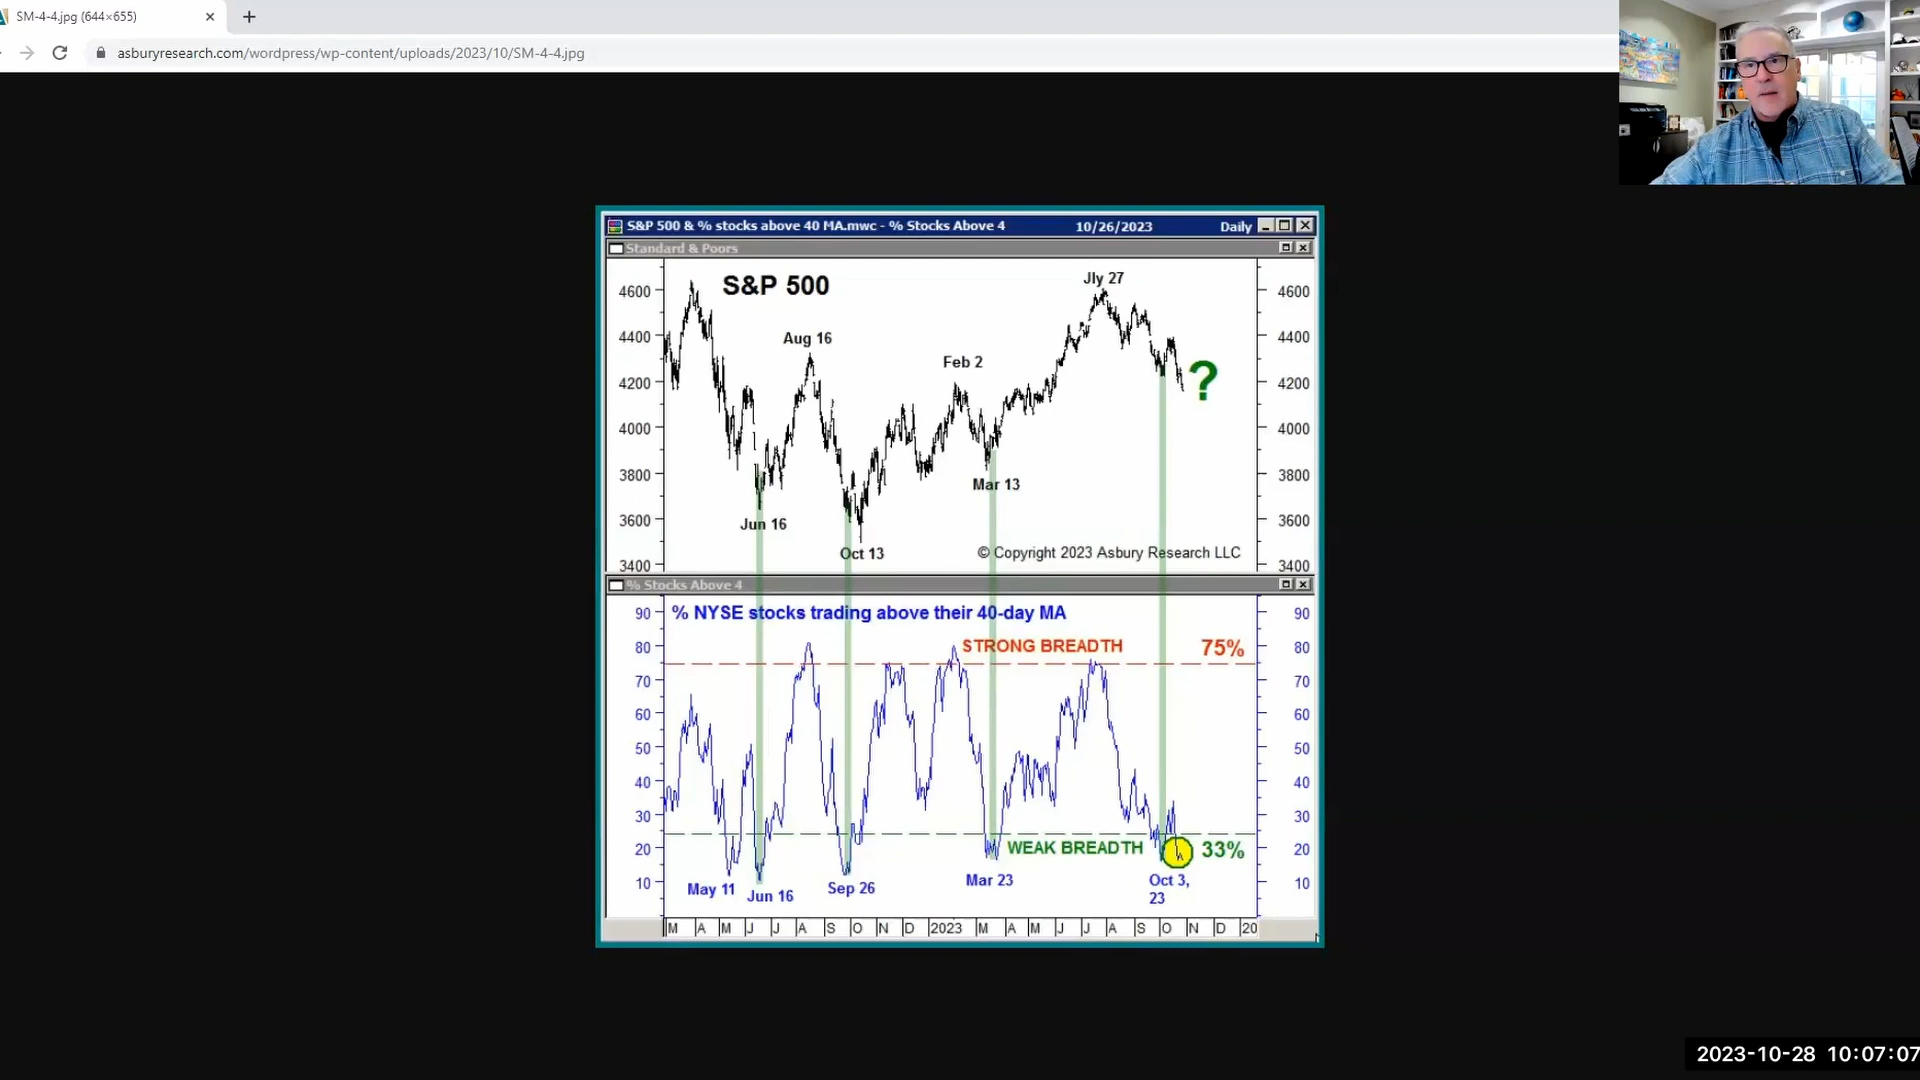 SM-4-4.jpg (644×655)
asburyresearch.com/wordpress/wp-content/uploads/2023/10/SM-4-4.jpg
S&P 500 & % stocks above 40 MA.mwc - % Stocks Above 4 10/26/2023 Daily
Standard & Poors
S&P 500
Jly 27
Aug 16
Feb 2
?
Mar 13
Jun 16
Oct 13
© Copyright 2023 Asbury Research LLC
4600 4600
4400 4400
4200 4200
4000 4000
3800 3800
3600 3600
3400 3400
% Stocks Above 4
% NYSE stocks trading above their 40-day MA
STRONG BREADTH 75%
WEAK BREADTH 33%
May 11
Jun 16
Sep 26
Mar 23
Oct 3,
23
90 90
80 80
70 70
60 60
50 50
40 40
30 30
20 20
10 10
M A M J J A S O N D 2023 M A M J J A S O N D 20
2023-10-28 10:07:07